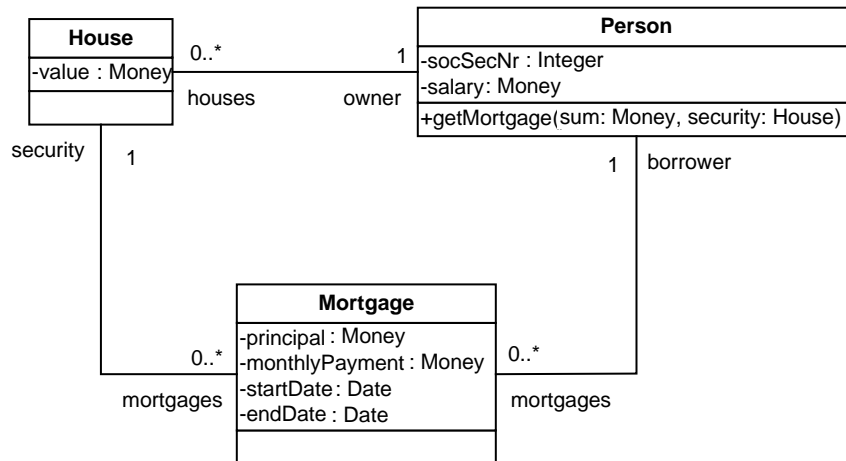 House
-value : Money
0..*
houses
1
owner
Person
-socSecNr : Integer
-salary: Money
+getMortgage(sum: Money, security: House)
security
1
1
borrower
Mortgage
-principal : Money
-monthlyPayment : Money
-startDate : Date
-endDate : Date
0..*
mortgages
0..*
mortgages